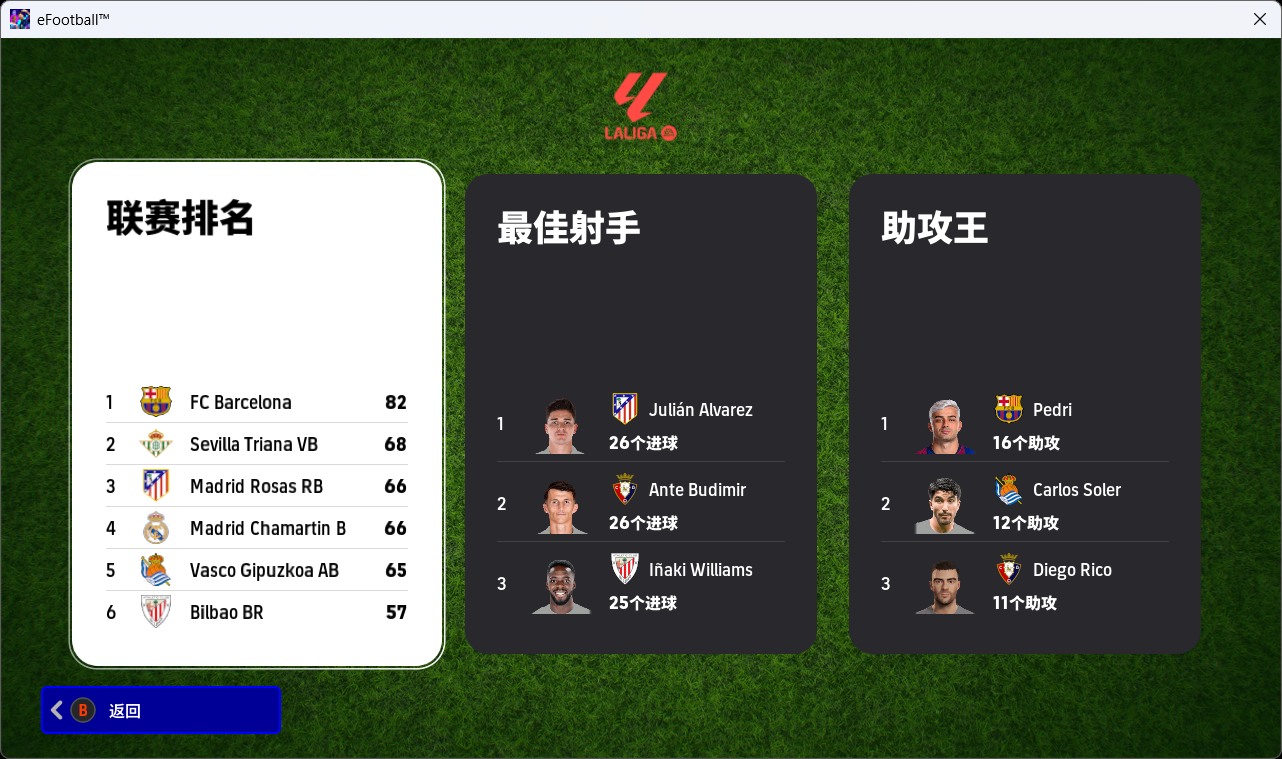 eFootball™
LALIGA
联赛排名
1 FC Barcelona 82
2 Sevilla Triana VB 68
3 Madrid Rosas RB 66
4 Madrid Chamartin B 66
5 Vasco Gipuzkoa AB 65
6 Bilbao BR 57
最佳射手
1 Julián Alvarez
26个进球
2 Ante Budimir
26个进球
3 Iñaki Williams
25个进球
助攻王
1 Pedri
16个助攻
2 Carlos Soler
12个助攻
3 Diego Rico
11个助攻
B 返回